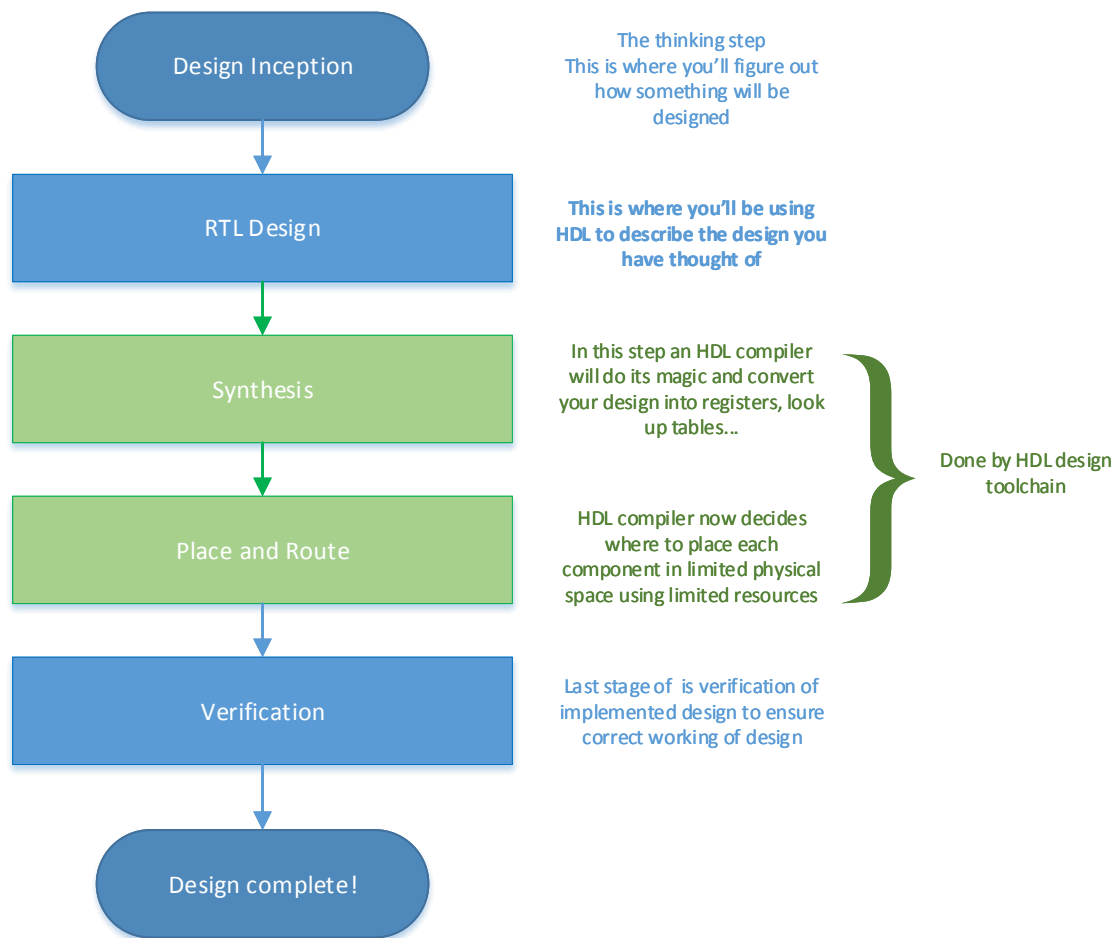 Design Inception
The thinking step
This is where you'll figure out
how something will be
designed
RTL Design
This is where you'll be using
HDL to describe the design you
have thought of
Synthesis
In this step an HDL compiler
will do its magic and convert
your design into registers, look
up tables...
Place and Route
HDL compiler now decides
where to place each
component in limited physical
space using limited resources
Done by HDL design
toolchain
Verification
Last stage of is verification of
implemented design to ensure
correct working of design
Design complete!